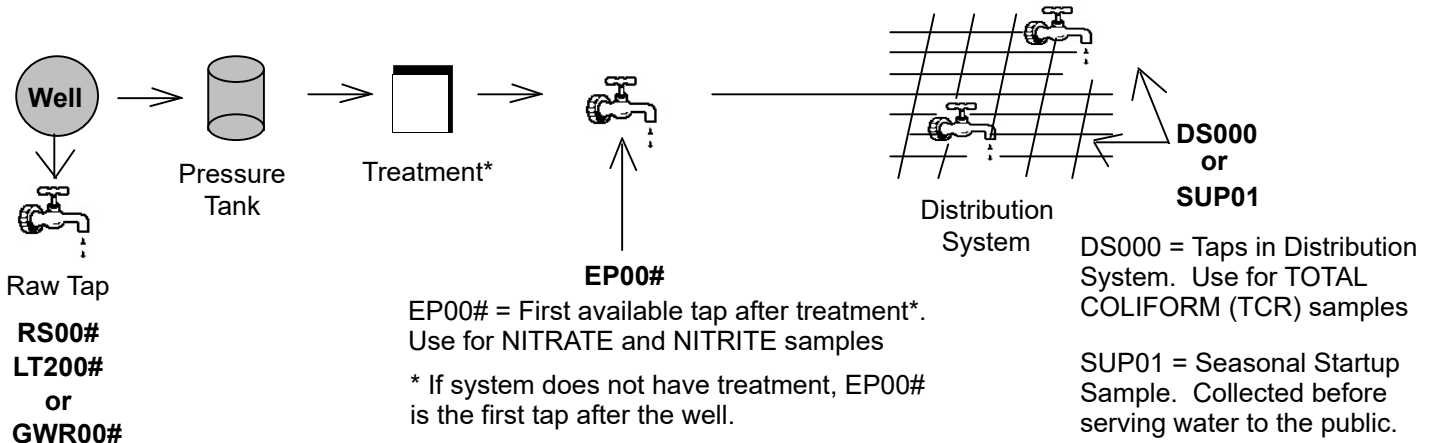 Well
Raw Tap
RS00#
LT200#
or
GWR00#
Pressure
Tank
Treatment*
EP00#
EP00# = First available tap after treatment*.
Use for NITRATE and NITRITE samples
* If system does not have treatment, EP00#
is the first tap after the well.
Distribution
System
DS000
or
SUP01
DS000 = Taps in Distribution
System. Use for TOTAL
COLIFORM (TCR) samples
SUP01 = Seasonal Startup
Sample. Collected before
serving water to the public.